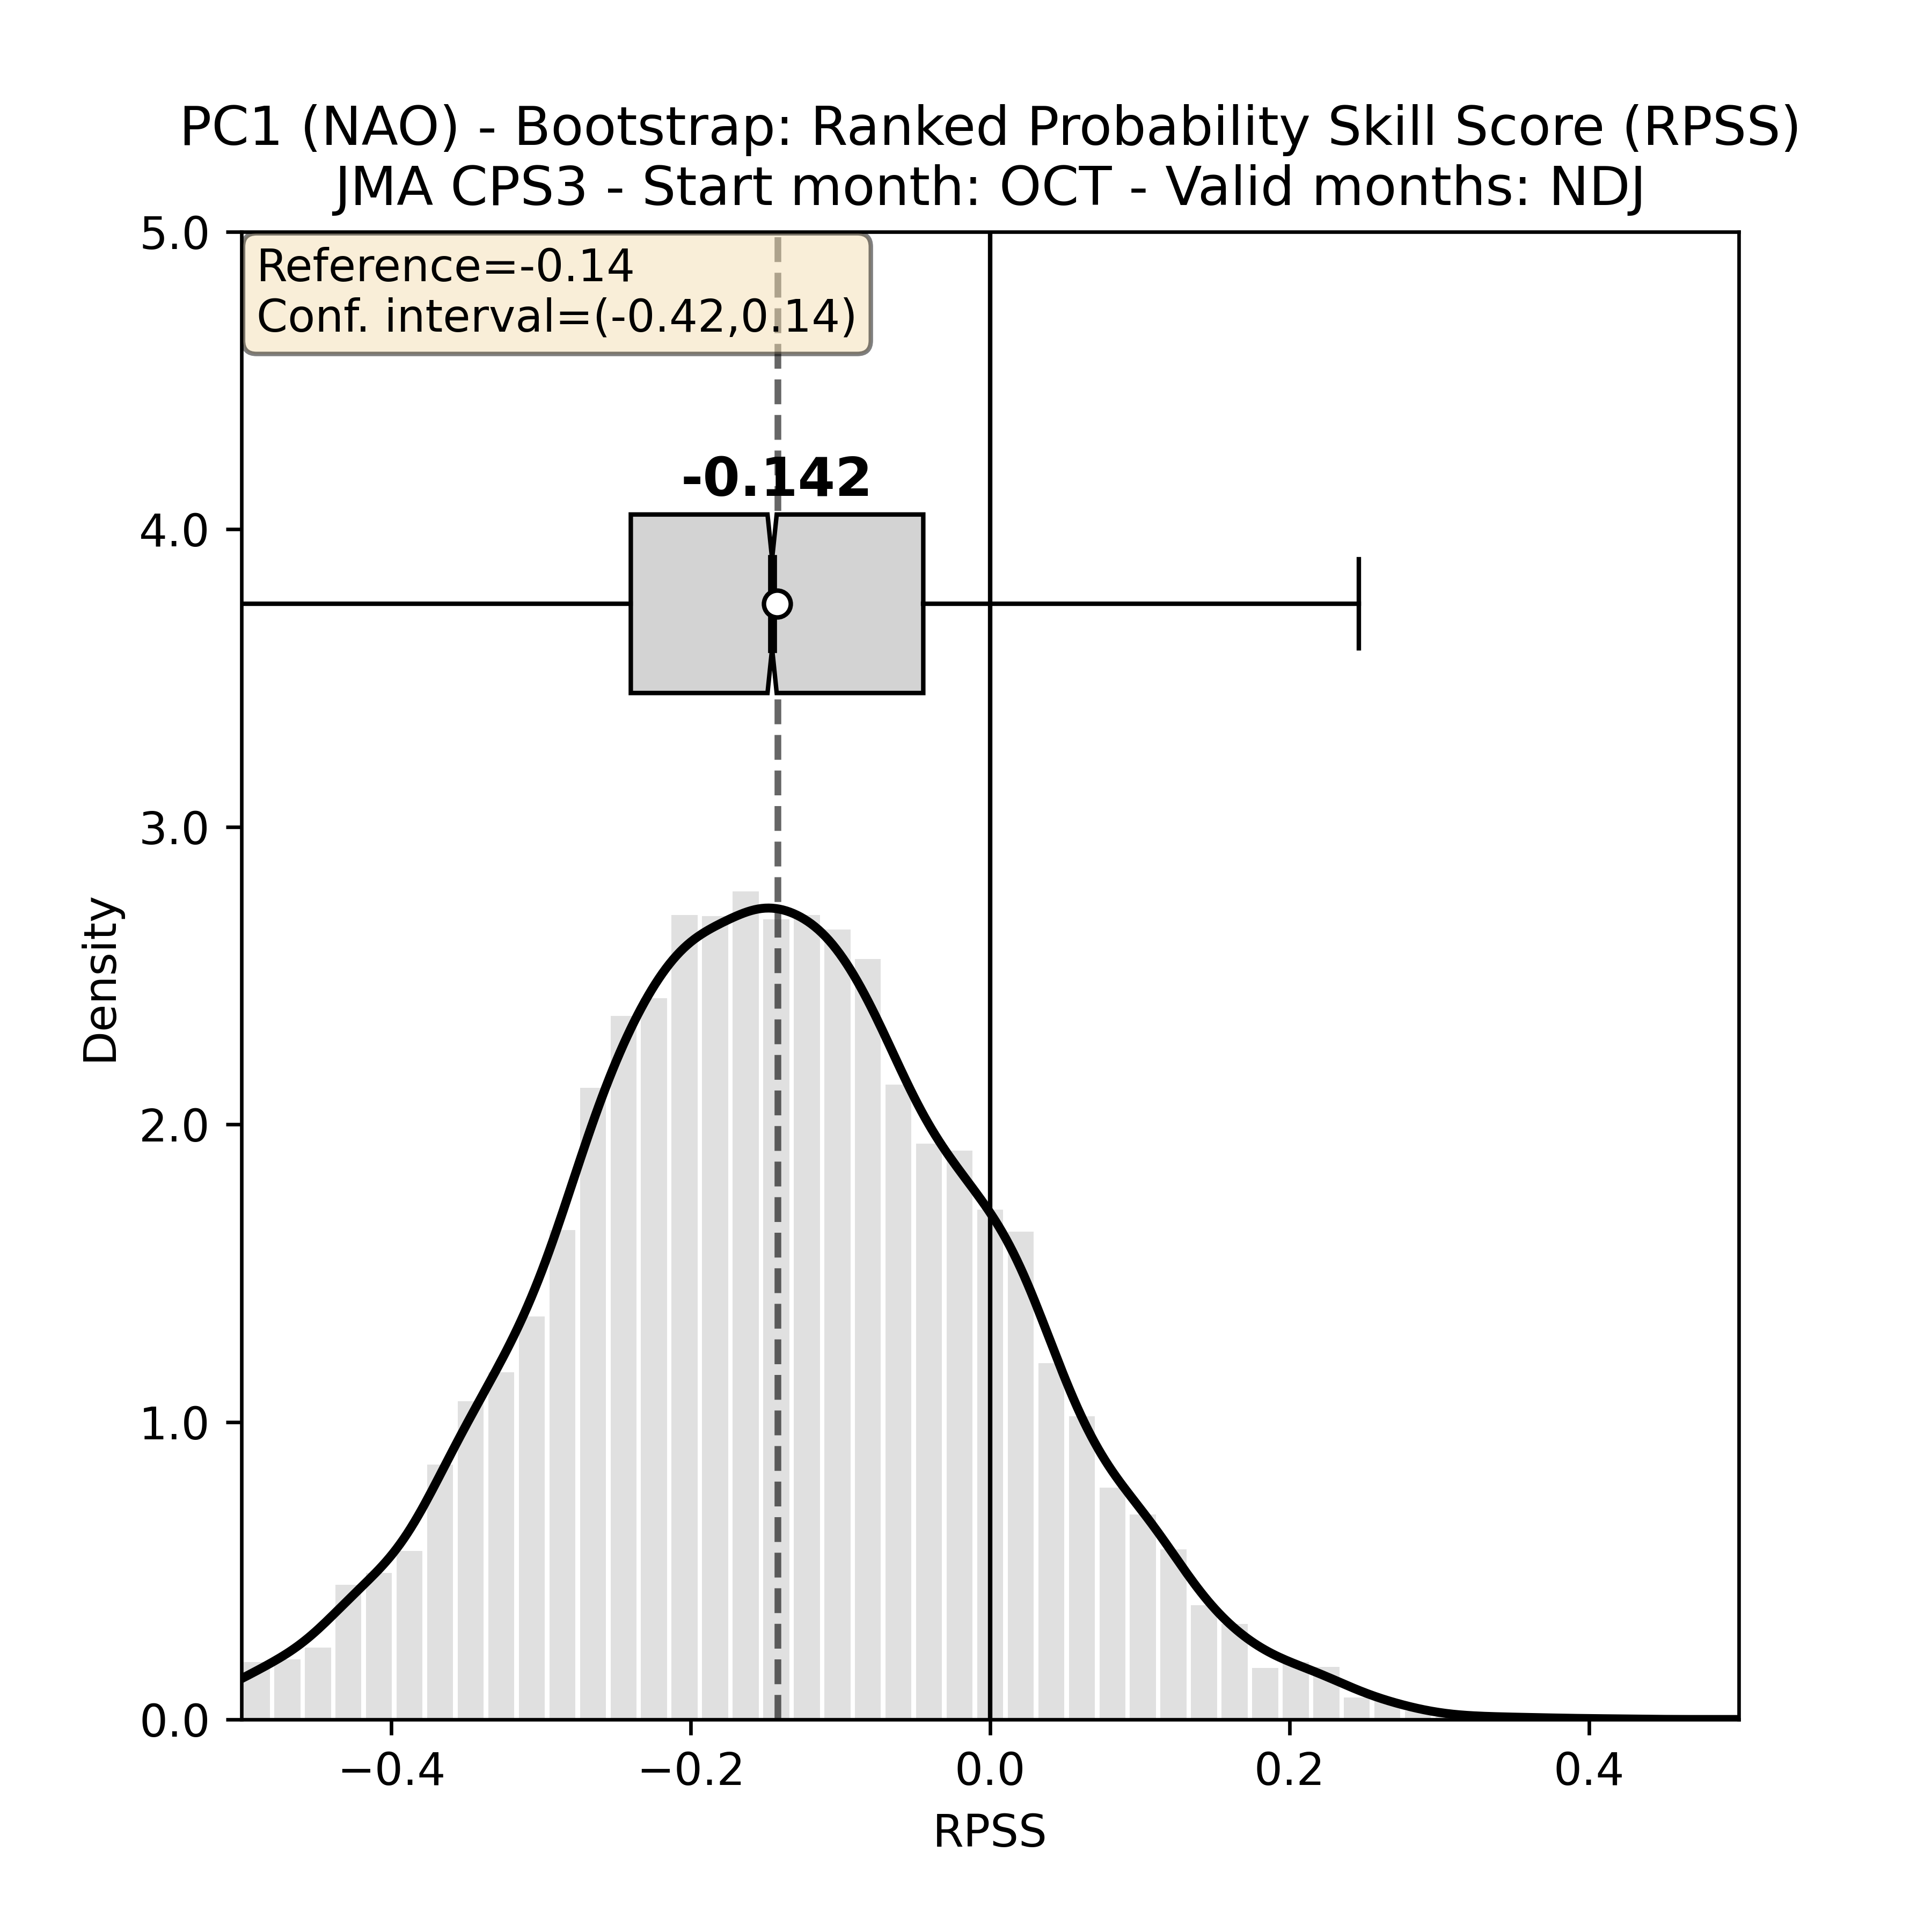 PC1 (NAO) - Bootstrap: Ranked Probability Skill Score (RPSS)
JMA CPS3 - Start month: OCT - Valid months: NDJ
Reference=-0.14
Conf. interval=(-0.42,0.14)
-0.142
5.0
4.0
3.0
2.0
1.0
0.0
Density
−0.4
−0.2
0.0
0.2
0.4
RPSS